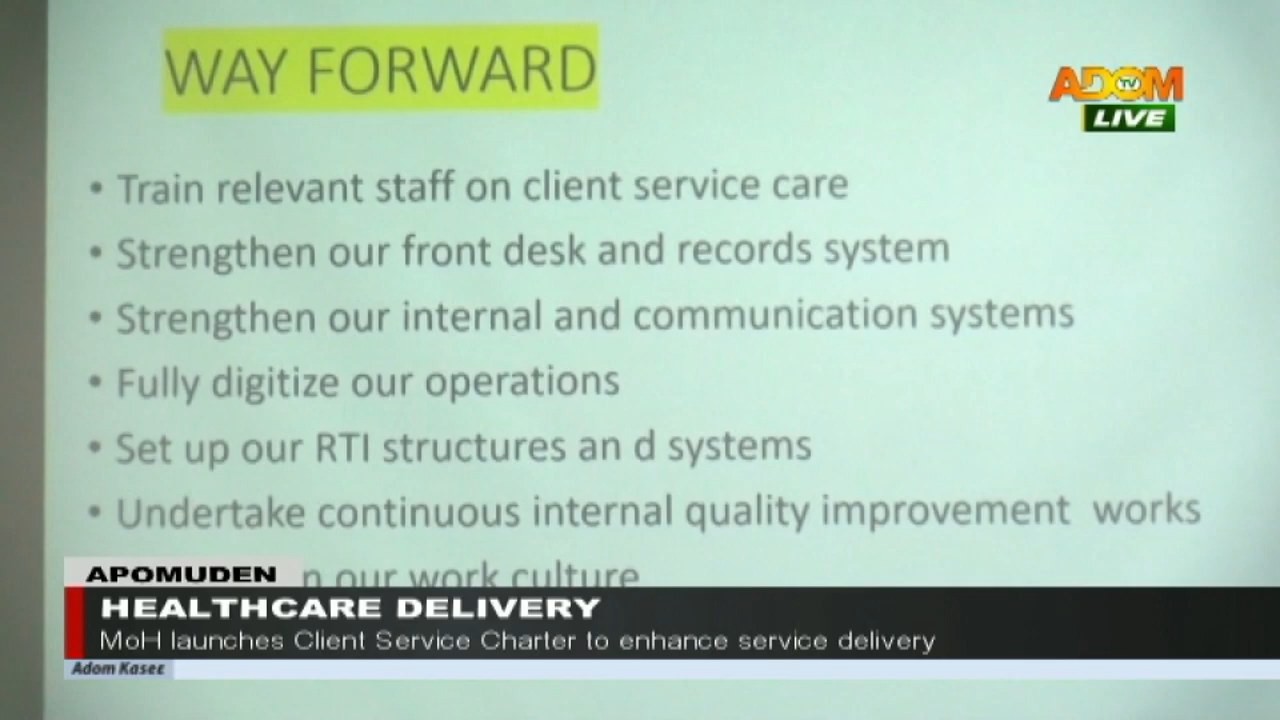 WAY FORWARD
ADOM TV
LIVE
• Train relevant staff on client service care
• Strengthen our front desk and records system
• Strengthen our internal and communication systems
• Fully digitize our operations
• Set up our RTI structures an d systems
• Undertake continuous internal quality improvement works
our work culture
APOMUDEN
HEALTHCARE DELIVERY
MoH launches Client Service Charter to enhance service delivery
Adom Kasee